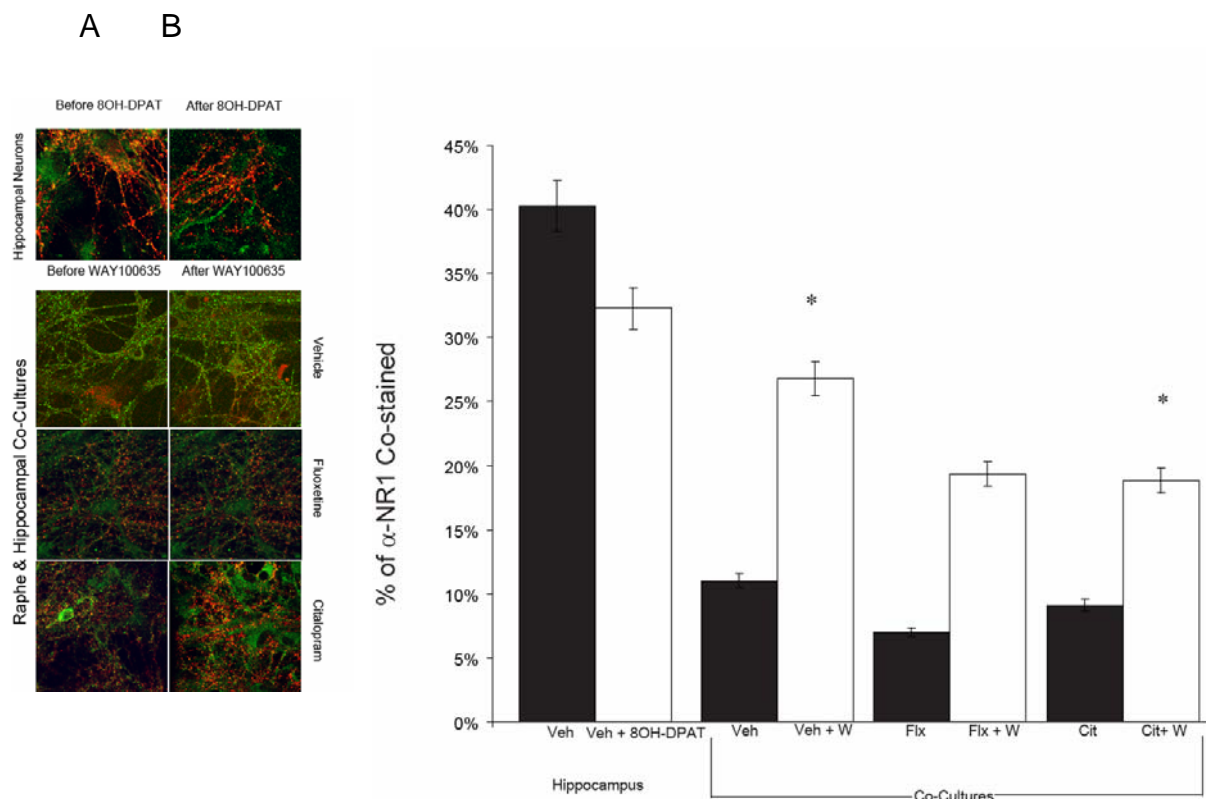 A B
Before 8OH-DPAT After 8OH-DPAT
Hippocampal Neurons
Before WAY100635 After WAY100635
Raphe & Hippocampal Co-Cultures
Vehicle
Fluoxetine
Citalopram
% of α-NR1 Co-stained
45%
40%
35%
30%
25%
20%
15%
10%
5%
0%
*
*
Veh Veh + 8OH-DPAT Veh Veh + W Flx Flx + W Cit Cit+ W
Hippocampus
Co-Cultures